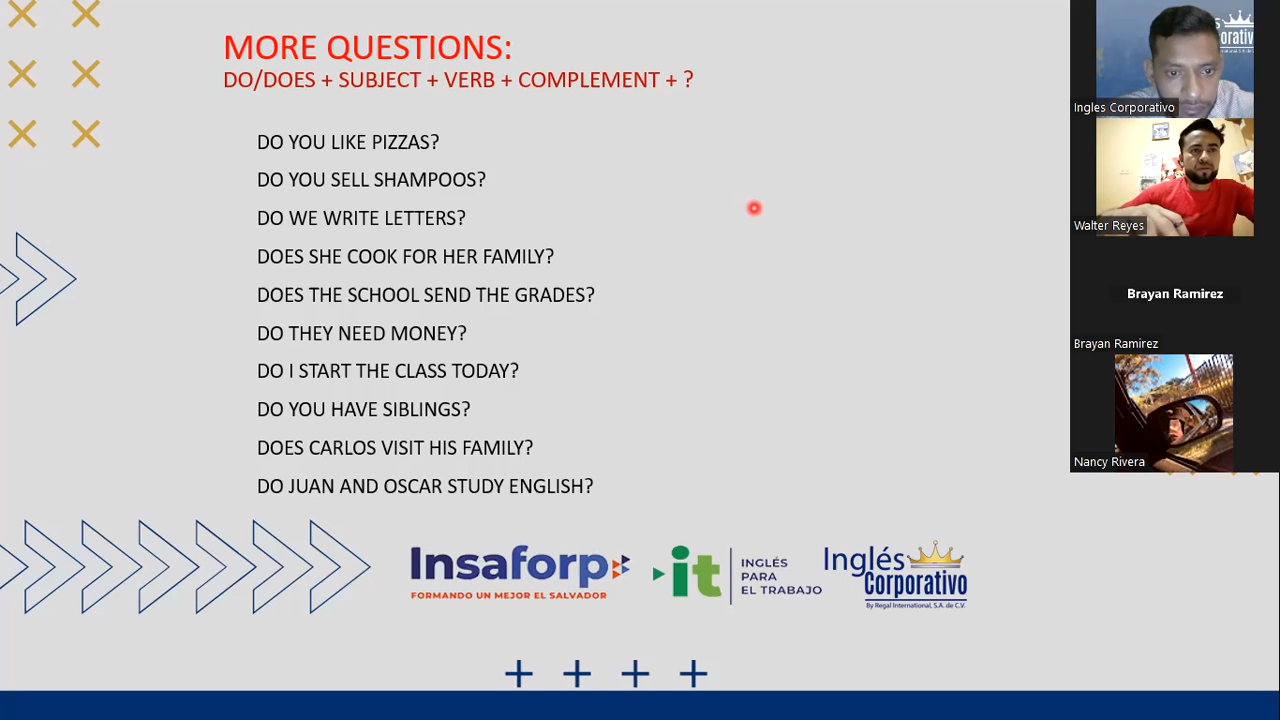 MORE QUESTIONS:
DO/DOES + SUBJECT + VERB + COMPLEMENT + ?
DO YOU LIKE PIZZAS?
DO YOU SELL SHAMPOOS?
DO WE WRITE LETTERS?
DOES SHE COOK FOR HER FAMILY?
DOES THE SCHOOL SEND THE GRADES?
DO THEY NEED MONEY?
DO I START THE CLASS TODAY?
DO YOU HAVE SIBLINGS?
DOES CARLOS VISIT HIS FAMILY?
DO JUAN AND OSCAR STUDY ENGLISH?
Insaforp
FORMANDO UN MEJOR EL SALVADOR
it
INGLÉS
PARA
EL TRABAJO
Inglés
Corporativo
By Regal International, S.A. de C.V.
Ingles Corporativo
Walter Reyes
Brayan Ramirez
Brayan Ramirez
Nancy Rivera